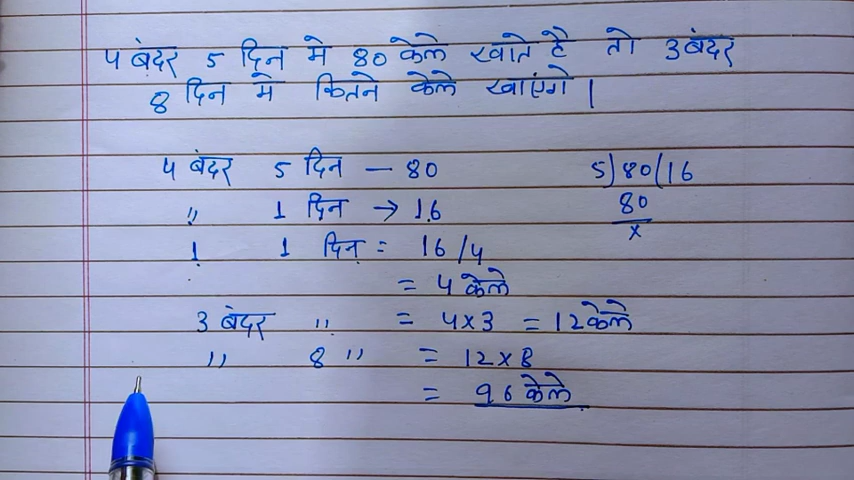 4 बंदर 5 दिन मे 80 केले खाते है तो 3 बंदर
8 दिन मे कितने केले खाएंगे।
4 बंदर 5 दिन — 80
5)80(16
80
x
" 1 दिन → 16
1 1 दिन = 16/4
= 4 केले
3 बंदर " = 4x3 = 12 केले
" 8 " = 12x8
= 96 केले